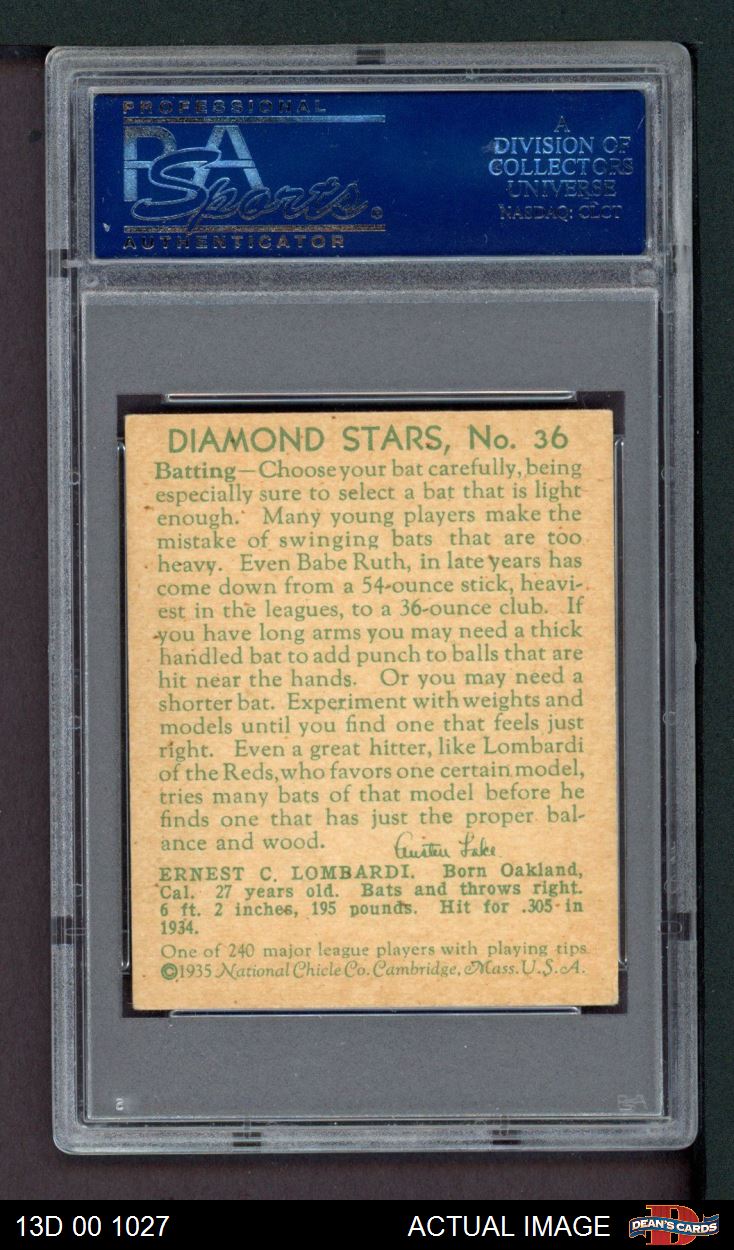 PROFESSIONAL
PSA
Sports
AUTHENTICATOR
A
DIVISION OF
COLLECTORS
UNIVERSE
NASDAQ: CLCT
DIAMOND STARS, No. 36
Batting—Choose your bat carefully, being
especially sure to select a bat that is light
enough. Many young players make the
mistake of swinging bats that are too
heavy. Even Babe Ruth, in late years has
come down from a 54-ounce stick, heavi-
est in the leagues, to a 36-ounce club. If
you have long arms you may need a thick
handled bat to add punch to balls that are
hit near the hands. Or you may need a
shorter bat. Experiment with weights and
models until you find one that feels just
right. Even a great hitter, like Lombardi
of the Reds, who favors one certain model,
tries many bats of that model before he
finds one that has just the proper bal-
ance and wood. Austen Lake
ERNEST C. LOMBARDI. Born Oakland,
Cal. 27 years old. Bats and throws right.
6 ft. 2 inches, 195 pounds. Hit for .305 in
1934.
One of 240 major league players with playing tips
©1935 National Chicle Co. Cambridge, Mass. U.S.A.
13D 00 1027 ACTUAL IMAGE DEAN'S CARDS